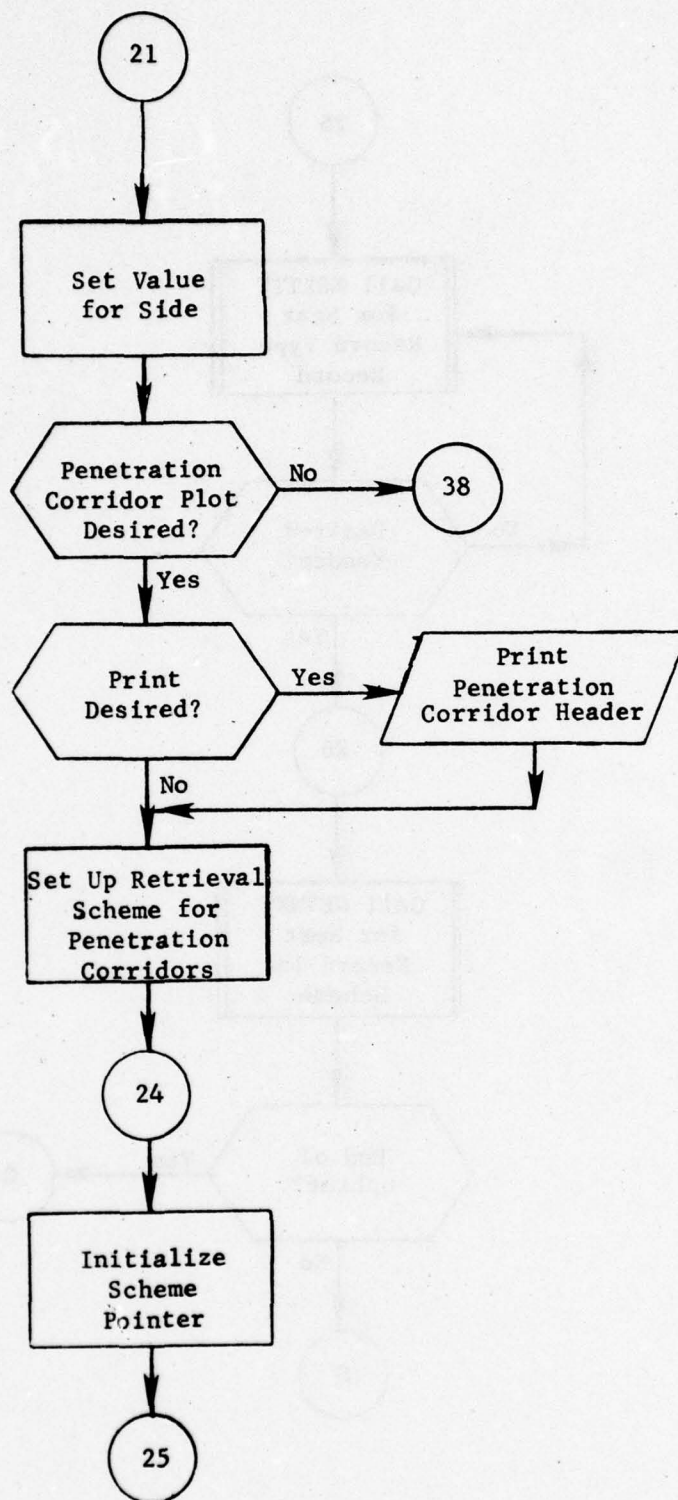 21
Set Value
for Side
Penetration
Corridor Plot
Desired?
No
38
Yes
Print
Desired?
Yes
Print
Penetration
Corridor Header
No
Set Up Retrieval
Scheme for
Penetration
Corridors
24
Initialize
Scheme
Pointer
25